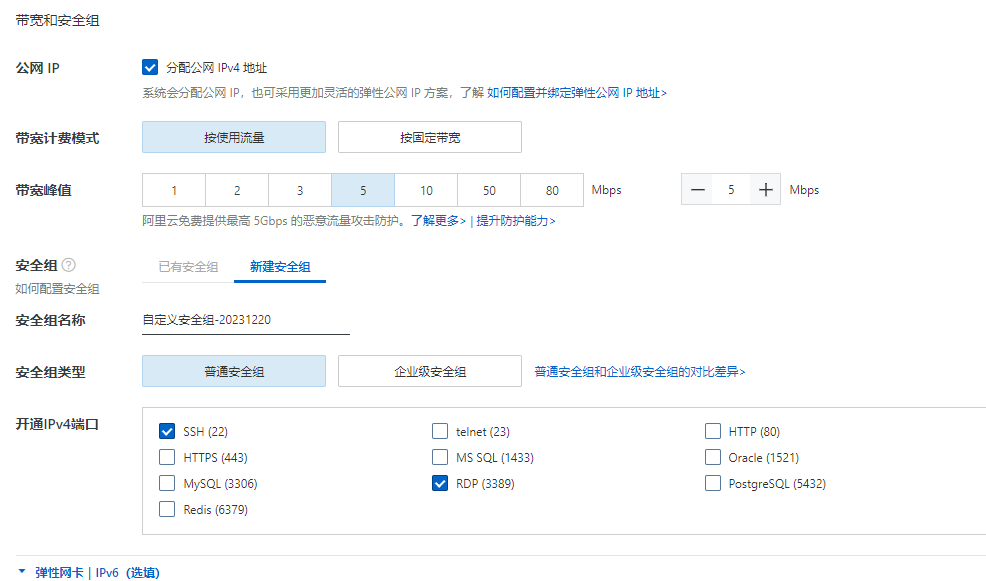 带宽和安全组
公网 IP
分配公网 IPv4 地址
系统会分配公网 IP，也可采用更加灵活的弹性公网 IP 方案，了解 如何配置并绑定弹性公网 IP 地址>
带宽计费模式 按使用流量 按固定带宽
带宽峰值 1 2 3 5 10 50 80 Mbps 5 Mbps
阿里云免费提供最高 5Gbps 的恶意流量攻击防护。了解更多> | 提升防护能力>
安全组 ? 已有安全组 新建安全组
如何配置安全组
安全组名称 自定义安全组-20231220
安全组类型 普通安全组 企业级安全组 普通安全组和企业级安全组的对比差异>
开通IPv4端口
SSH (22) telnet (23) HTTP (80)
HTTPS (443) MS SQL (1433) Oracle (1521)
MySQL (3306) RDP (3389) PostgreSQL (5432)
Redis (6379)
弹性网卡 | IPv6（选填）